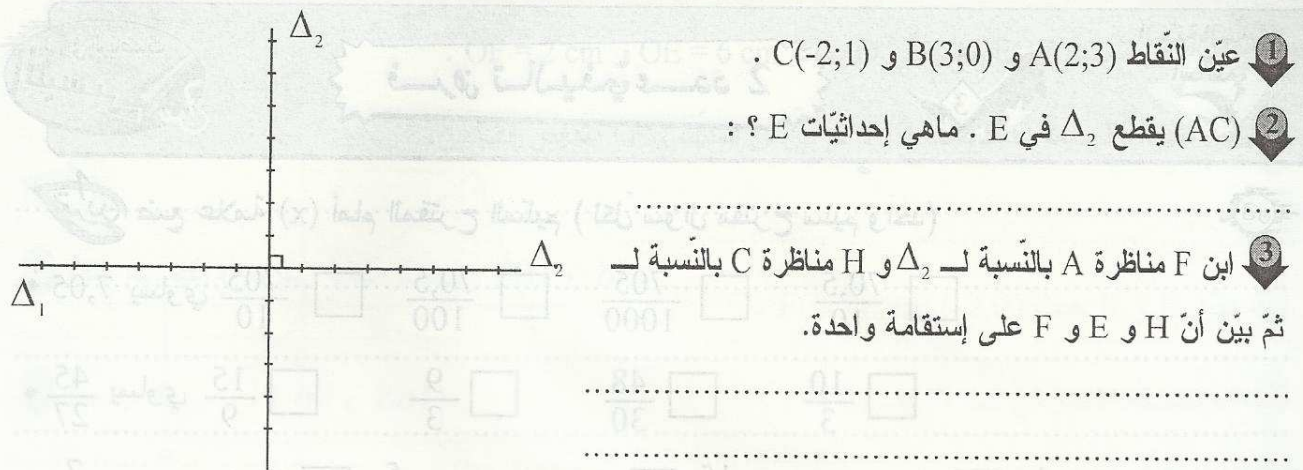 1 عيّن النّقاط A(2;3) و B(3;0) و C(-2;1) .
2 (AC) يقطع Δ₂ في E . ماهي إحداثيّات E ؟ :
................................................
3 ابن F مناظرة A بالنّسبة لـ Δ₂ و H مناظرة C بالنّسبة لـ Δ₂
ثمّ بيّن أنّ H و E و F على إستقامة واحدة.
................................................
................................................
Δ₂
Δ₁